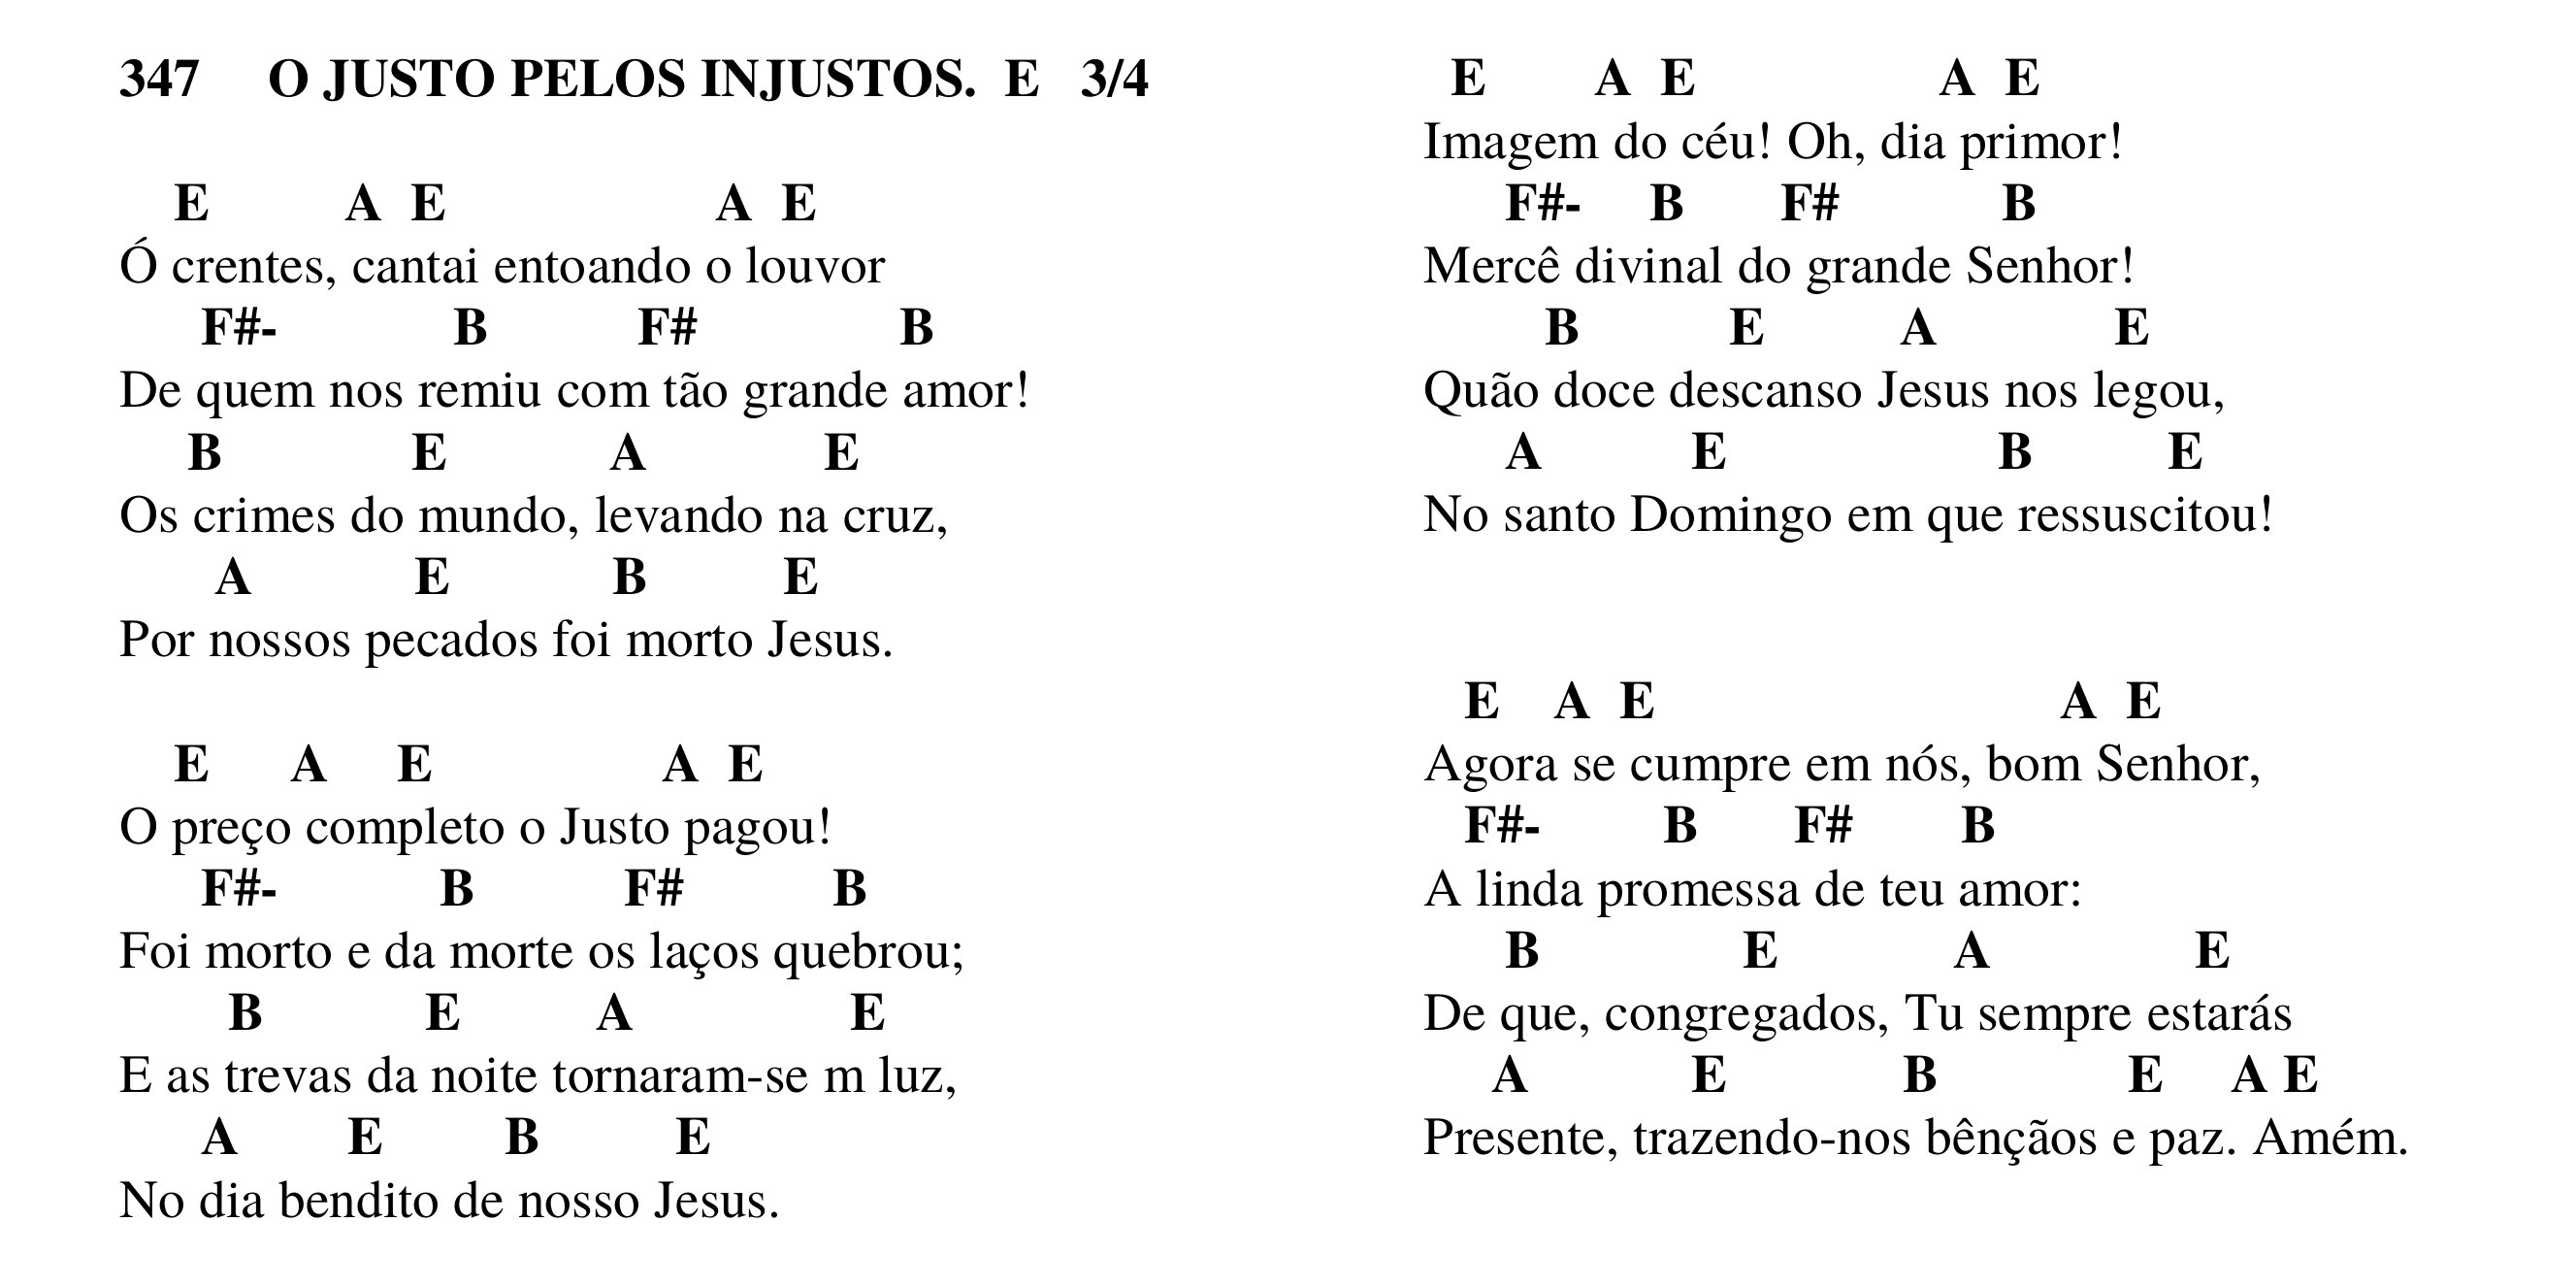 347 O JUSTO PELOS INJUSTOS. E 3/4
E A E A E
Ó crentes, cantai entoando o louvor
F#- B F# B
De quem nos remiu com tão grande amor!
B E A E
Os crimes do mundo, levando na cruz,
A E B E
Por nossos pecados foi morto Jesus.
E A E A E
O preço completo o Justo pagou!
F#- B F# B
Foi morto e da morte os laços quebrou;
B E A E
E as trevas da noite tornaram-se m luz,
A E B E
No dia bendito de nosso Jesus.
E A E A E
Imagem do céu! Oh, dia primor!
F#- B F# B
Mercê divinal do grande Senhor!
B E A E
Quão doce descanso Jesus nos legou,
A E B E
No santo Domingo em que ressuscitou!
E A E A E
Agora se cumpre em nós, bom Senhor,
F#- B F# B
A linda promessa de teu amor:
B E A E
De que, congregados, Tu sempre estarás
A E B E A E
Presente, trazendo-nos bênçãos e paz. Amém.